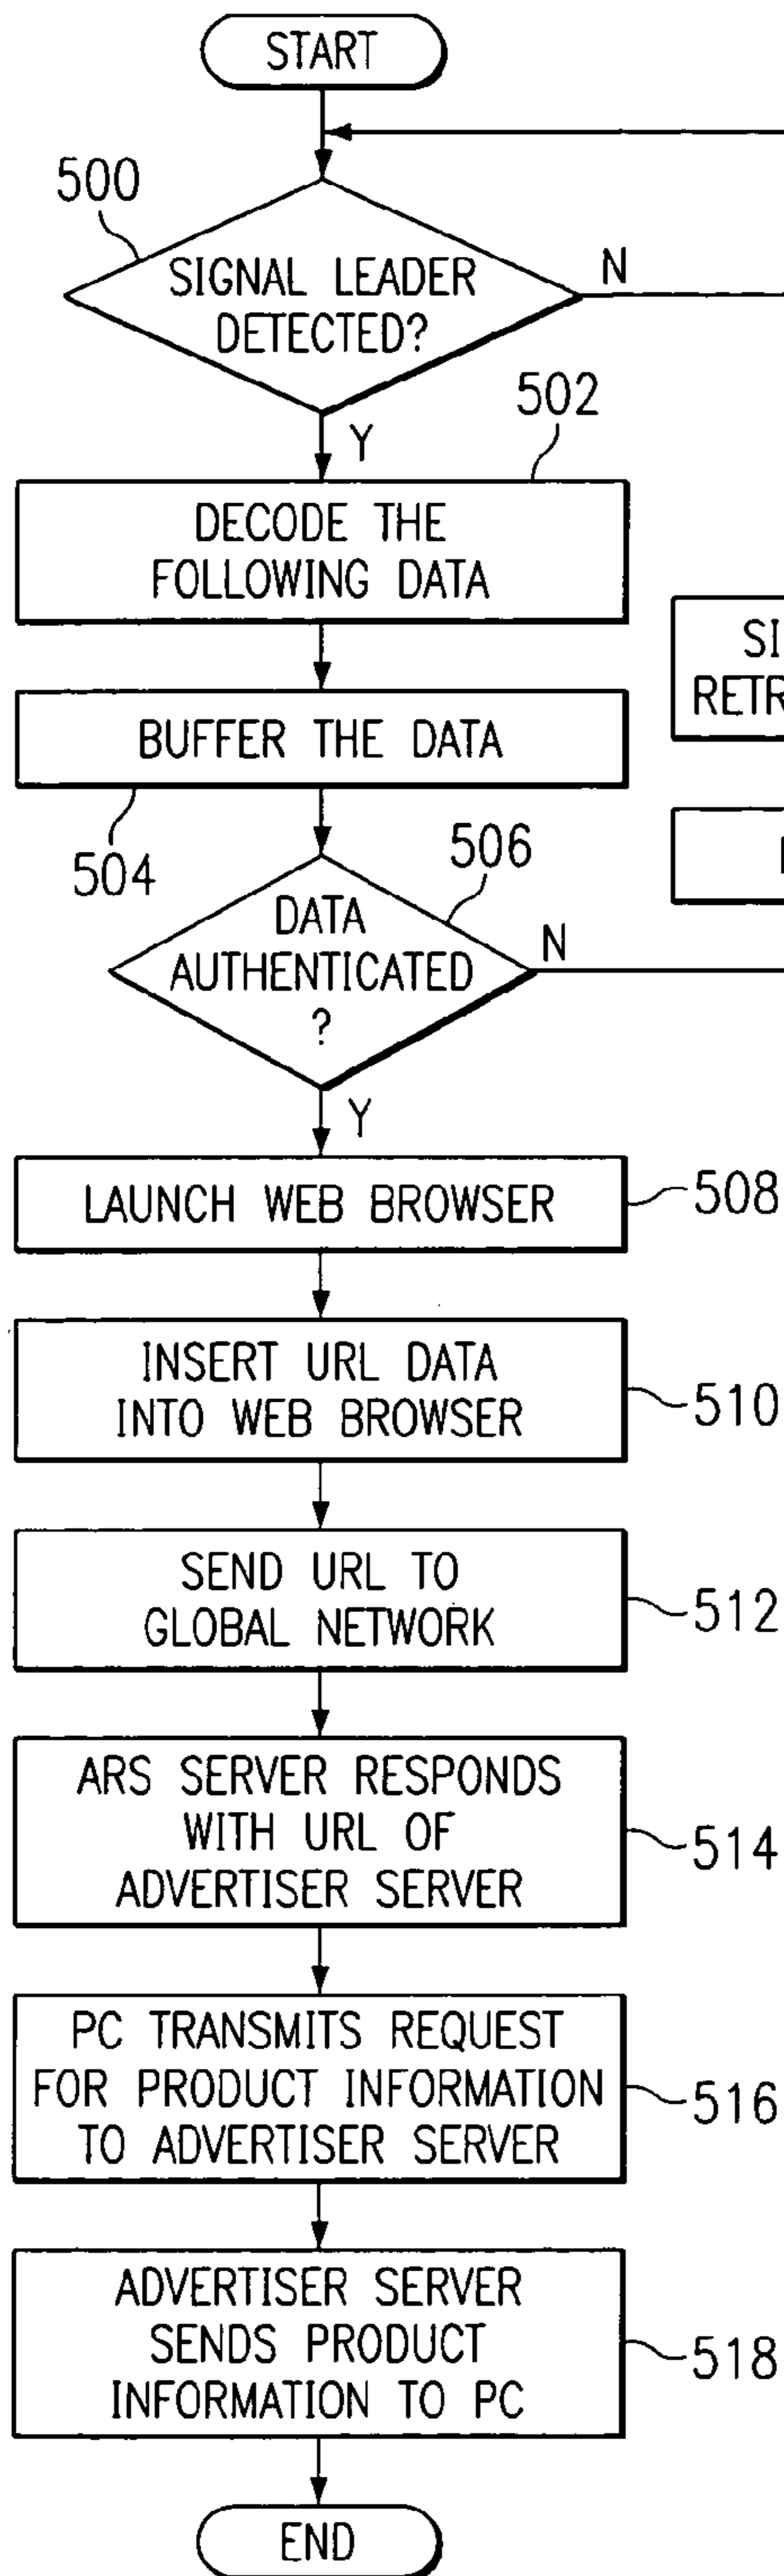 START
500
SIGNAL LEADER
DETECTED?
N
Y
502
DECODE THE
FOLLOWING DATA
BUFFER THE DATA
504
506
DATA
AUTHENTICATED
?
N
Y
LAUNCH WEB BROWSER
508
INSERT URL DATA
INTO WEB BROWSER
510
SEND URL TO
GLOBAL NETWORK
512
ARS SERVER RESPONDS
WITH URL OF
ADVERTISER SERVER
514
PC TRANSMITS REQUEST
FOR PRODUCT INFORMATION
TO ADVERTISER SERVER
516
ADVERTISER SERVER
SENDS PRODUCT
INFORMATION TO PC
518
END